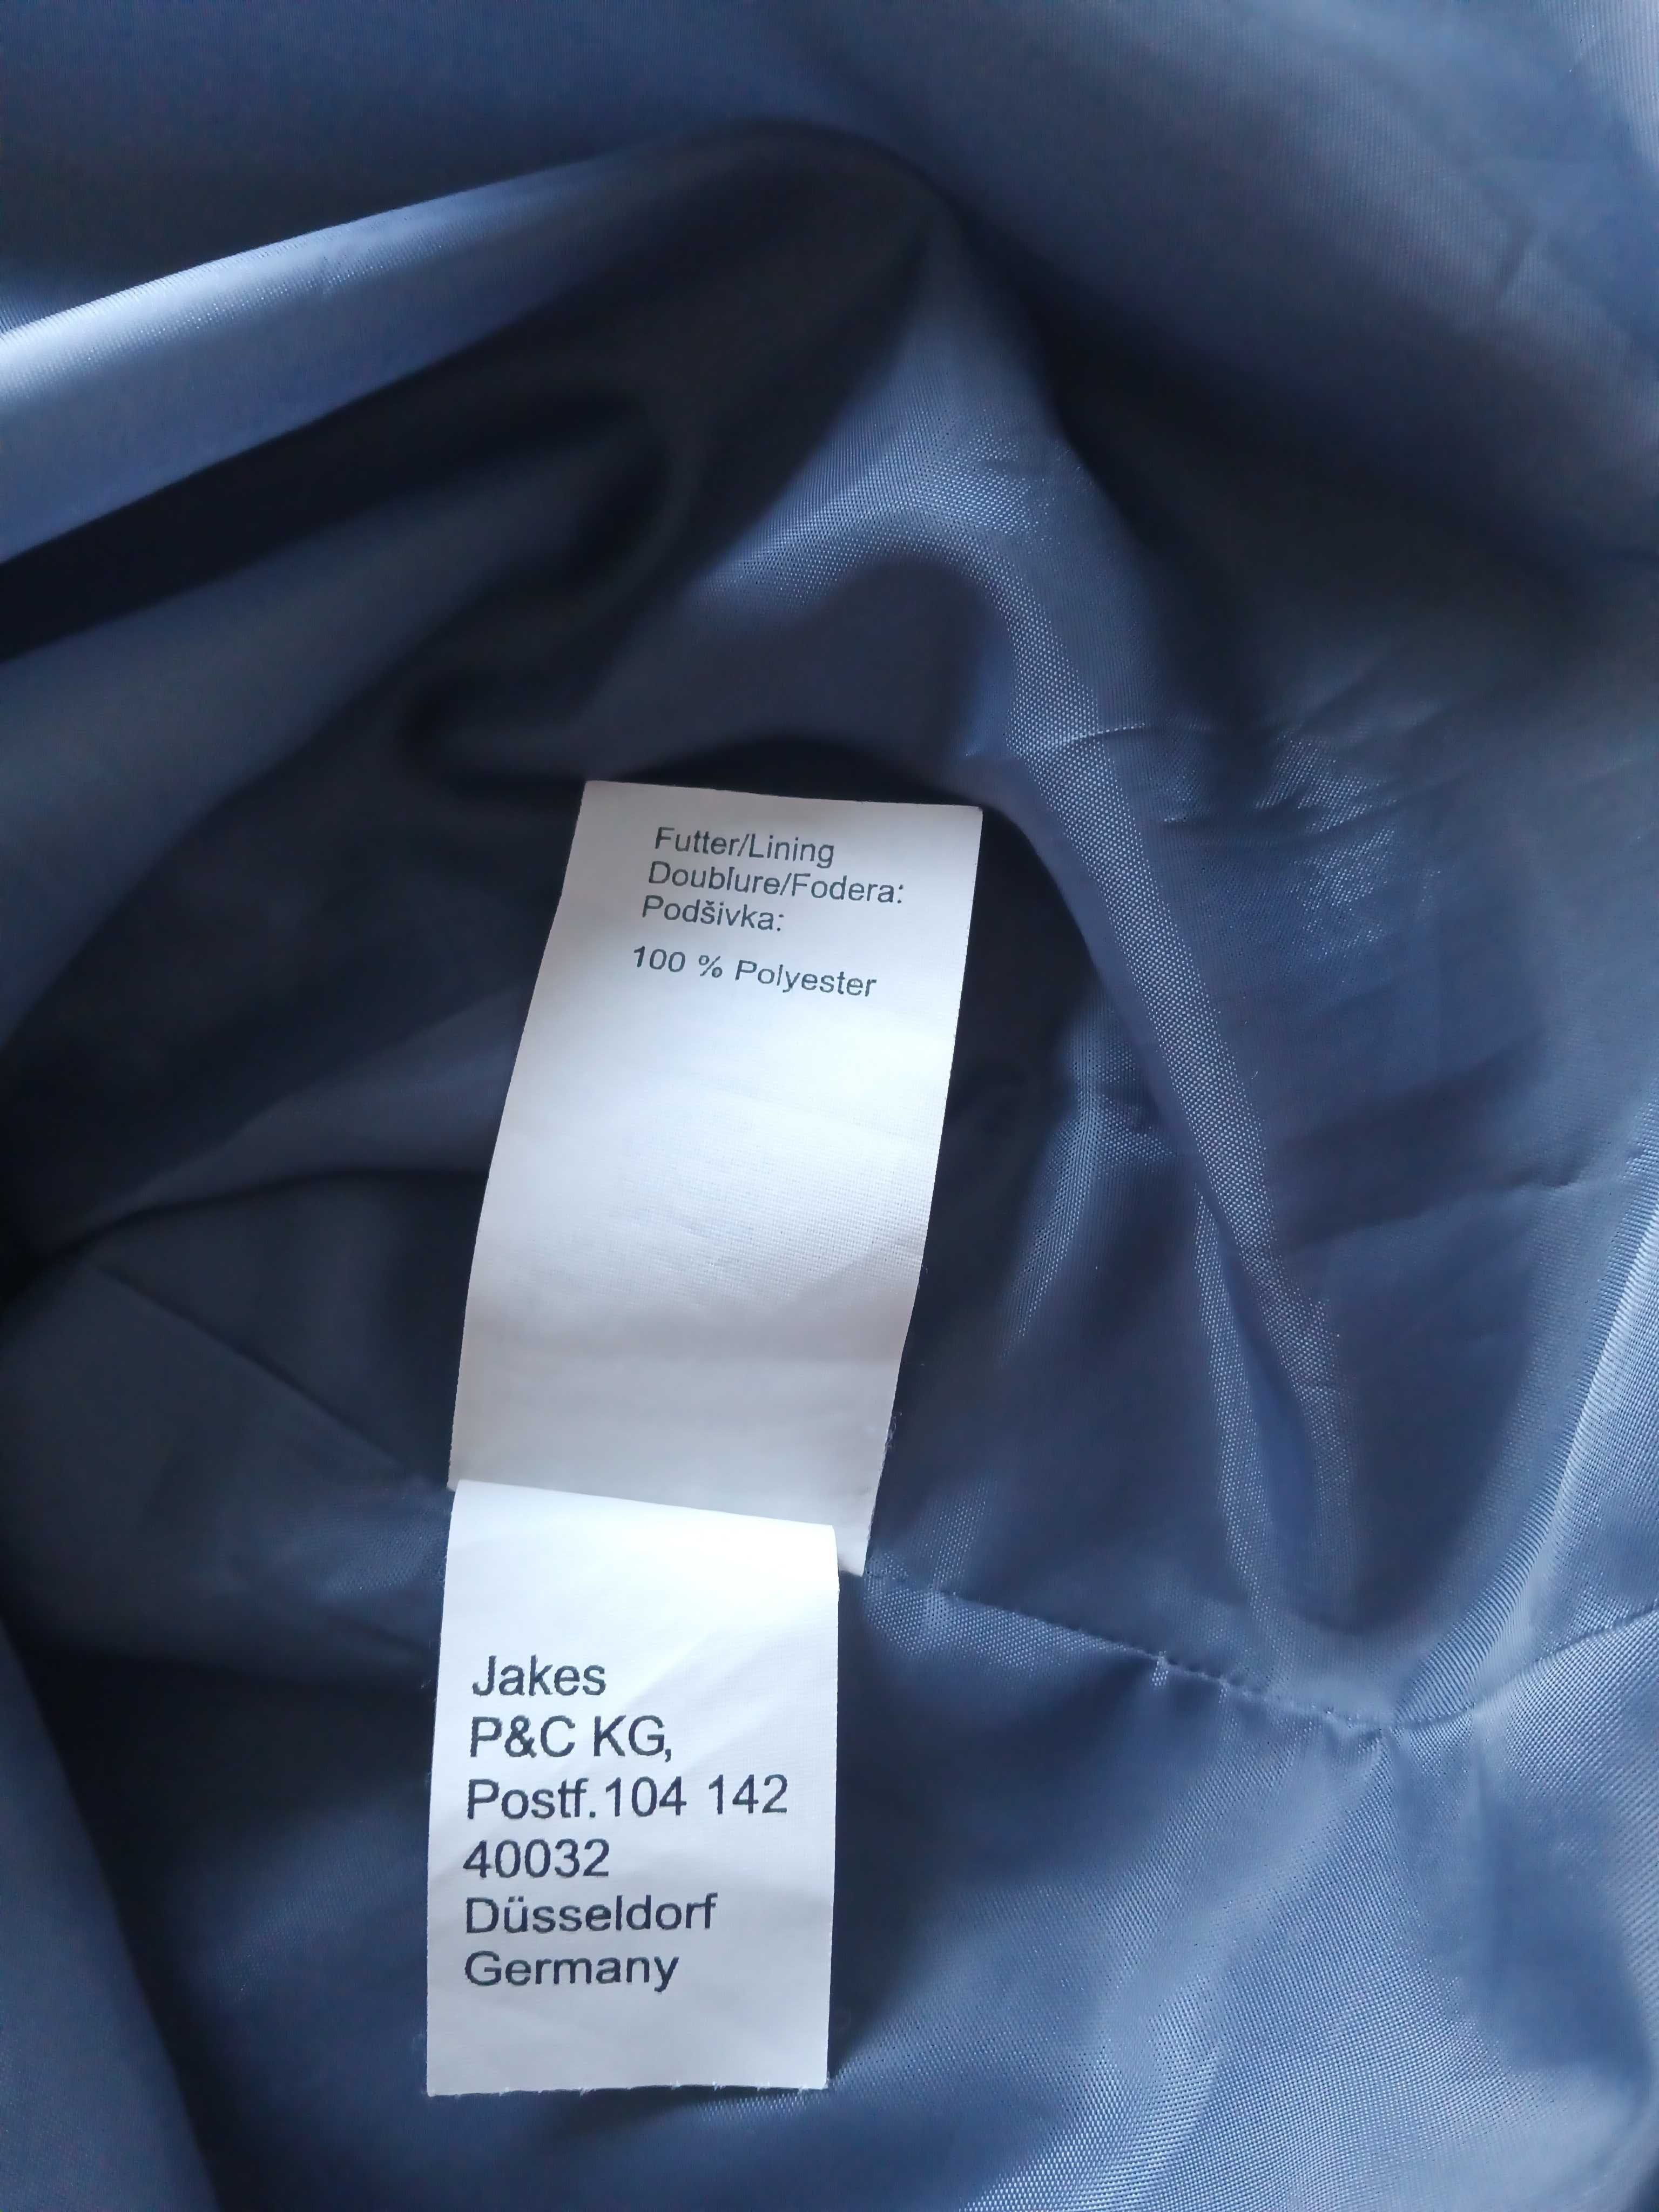 Futter/Lining
Doublure/Fodera:
Podšivka:
100 % Polyester
Jakes
P&C KG,
Postf.104 142
40032
Düsseldorf
Germany